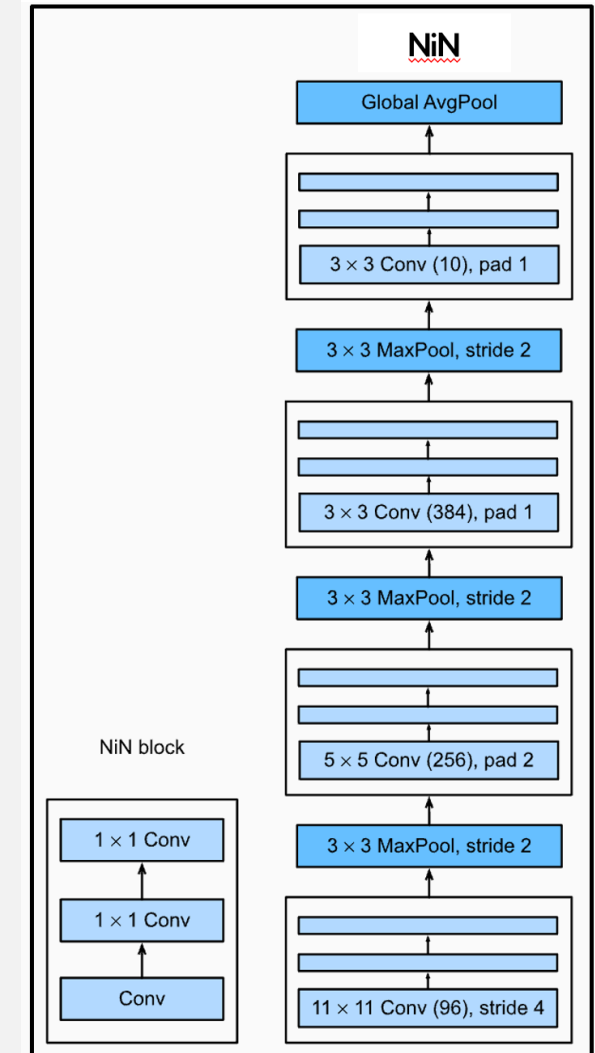 NiN
Global AvgPool
3 × 3 Conv (10), pad 1
3 × 3 MaxPool, stride 2
3 × 3 Conv (384), pad 1
3 × 3 MaxPool, stride 2
5 × 5 Conv (256), pad 2
3 × 3 MaxPool, stride 2
11 × 11 Conv (96), stride 4
NiN block
1 × 1 Conv
1 × 1 Conv
Conv